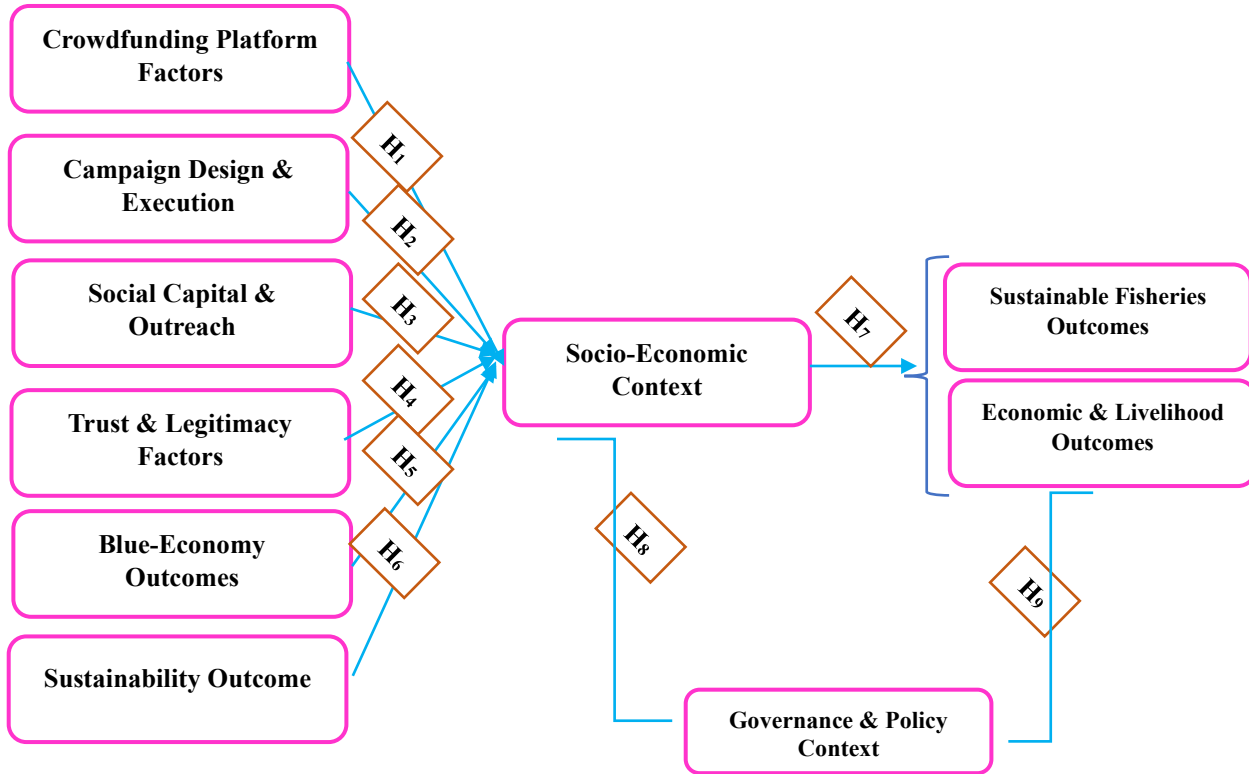 Crowdfunding Platform
Factors
H₁
Campaign Design &
Execution
H₂
Social Capital &
Outreach
H₃
Trust & Legitimacy
Factors
H₄
H₅
Blue-Economy
Outcomes
H₆
Sustainability Outcome
Socio-Economic
Context
H₇
Sustainable Fisheries
Outcomes
Economic & Livelihood
Outcomes
H₈
H₉
Governance & Policy
Context